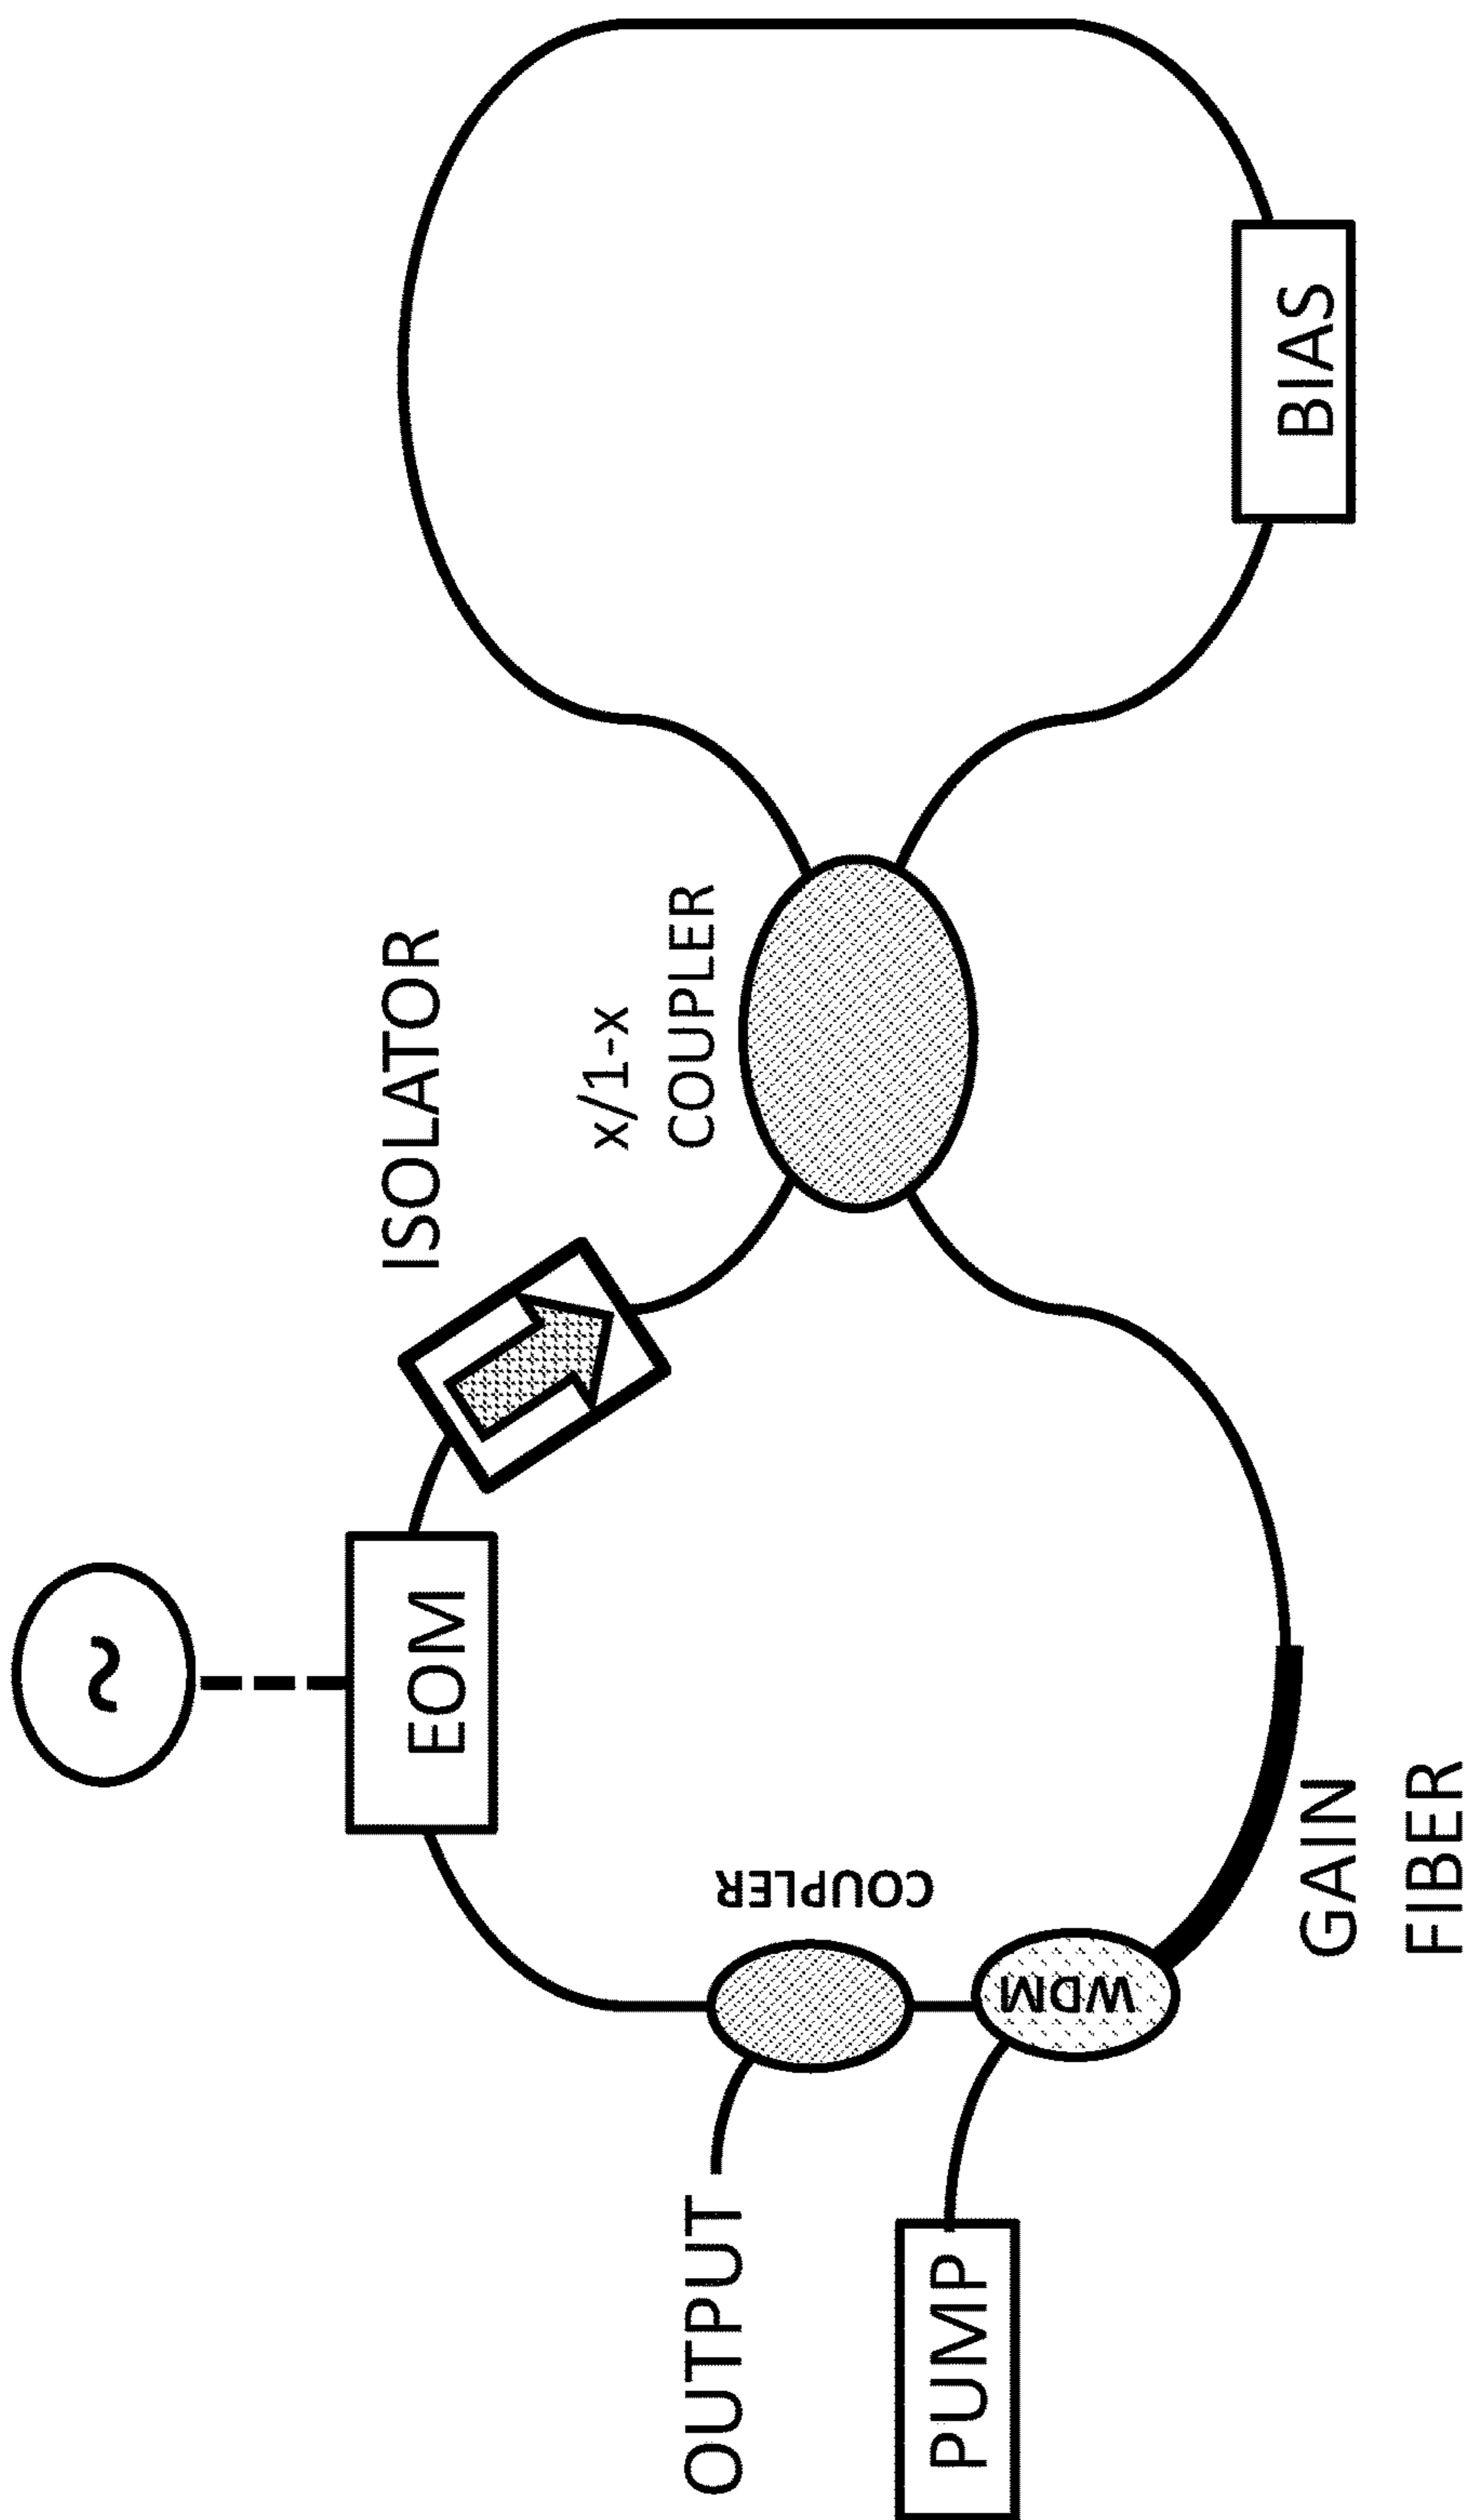 ISOLATOR
x/1-x
COUPLER
BIAS
~
EOM
COUPLER
OUTPUT
WDM
PUMP
GAIN
FIBER